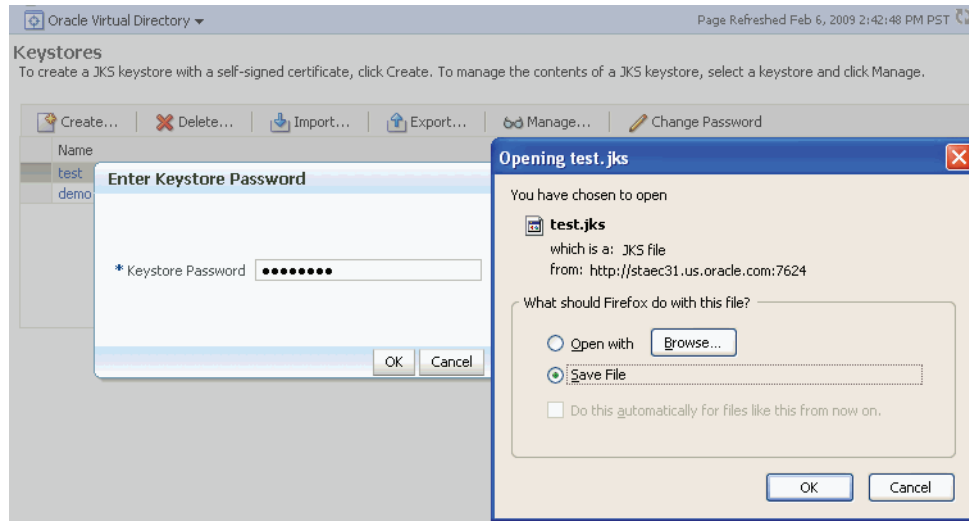 Oracle Virtual Directory
Page Refreshed Feb 6, 2009 2:42:48 PM PST
Keystores
To create a JKS keystore with a self-signed certificate, click Create. To manage the contents of a JKS keystore, select a keystore and click Manage.
Create... Delete... Import... Export... Manage... Change Password
Name
test
demo
Enter Keystore Password
* Keystore Password ●●●●●●●●
OK Cancel
Opening test.jks
You have chosen to open
test.jks
which is a: JKS file
from: http://staec31.us.oracle.com:7624
What should Firefox do with this file?
Open with Browse...
Save File
Do this automatically for files like this from now on.
OK Cancel